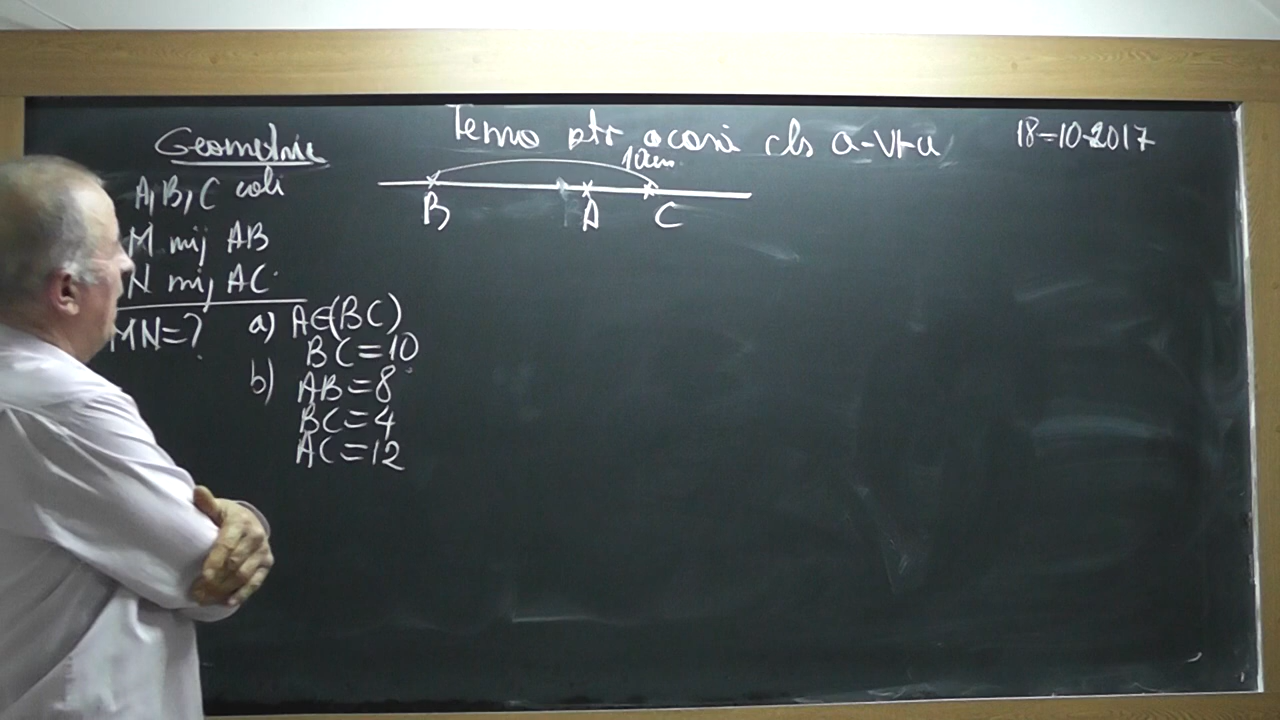 Geometrie
Tema ptr acasă cls a-VI-a
18-10-2017
A, B, C coli
M mij AB
N mij AC
MN=?
a) A∈(BC)
BC=10
b) AB=8
BC=4
AC=12
10cm
B A C